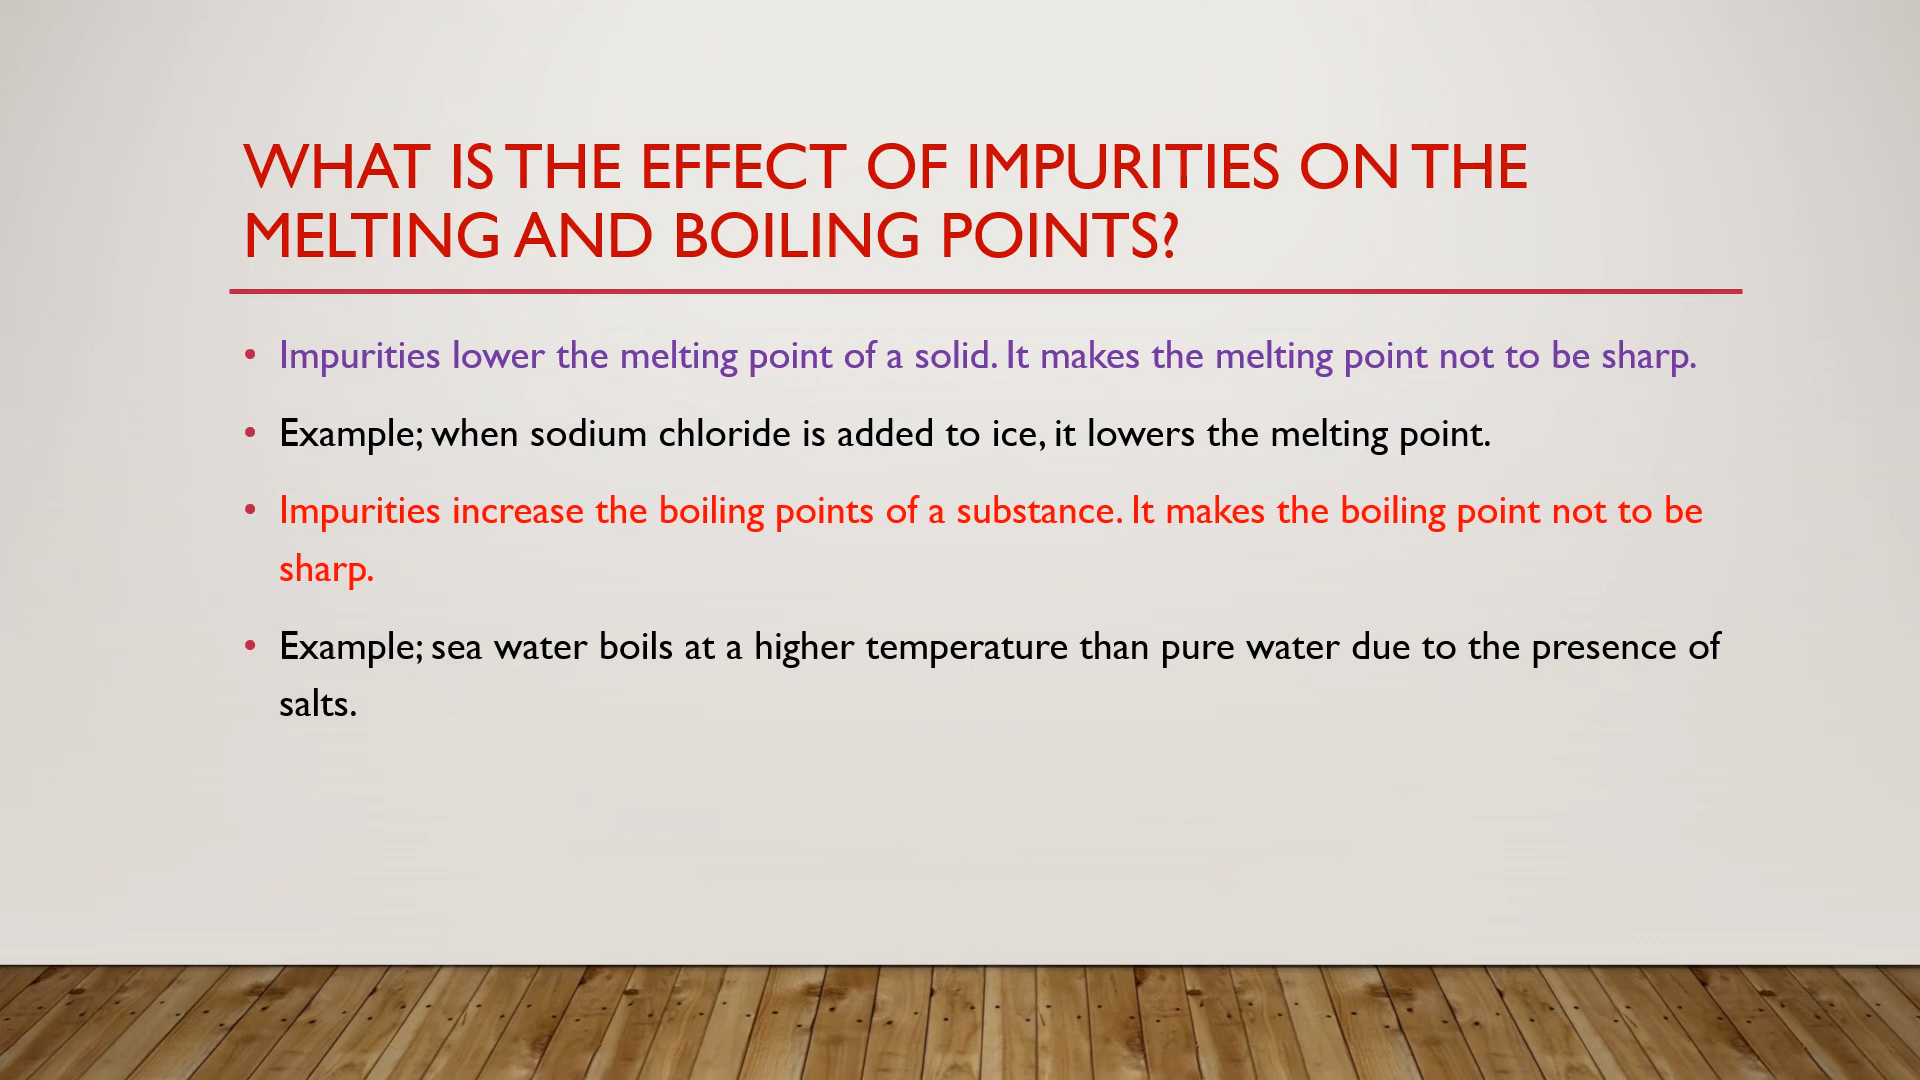 WHAT IS THE EFFECT OF IMPURITIES ON THE
MELTING AND BOILING POINTS?
• Impurities lower the melting point of a solid. It makes the melting point not to be sharp.
• Example; when sodium chloride is added to ice, it lowers the melting point.
• Impurities increase the boiling points of a substance. It makes the boiling point not to be
sharp.
• Example; sea water boils at a higher temperature than pure water due to the presence of
salts.